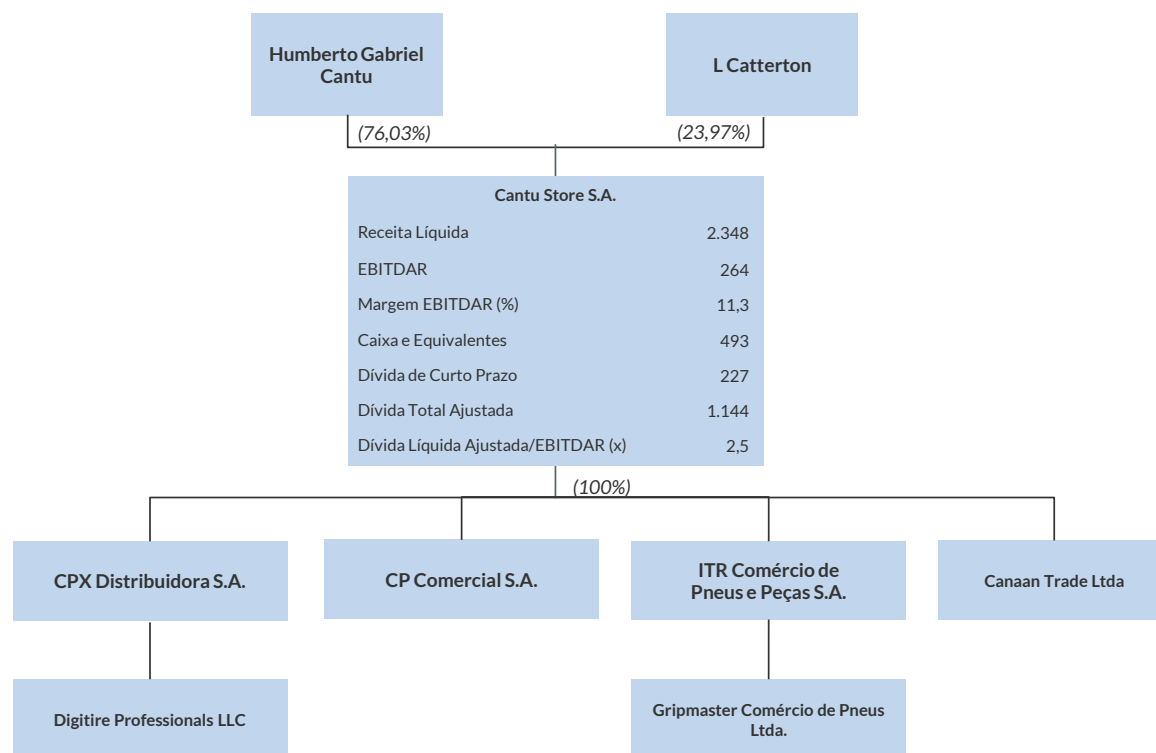 Humberto Gabriel
Cantu
L Catterton
(76,03%)
(23,97%)
Cantu Store S.A.
Receita Líquida 2.348
EBITDAR 264
Margem EBITDAR (%) 11,3
Caixa e Equivalentes 493
Dívida de Curto Prazo 227
Dívida Total Ajustada 1.144
Dívida Líquida Ajustada/EBITDAR (x) 2,5
(100%)
CPX Distribuidora S.A.
CP Comercial S.A.
ITR Comércio de
Pneus e Peças S.A.
Canaan Trade Ltda
Digitire Professionals LLC
Gripmaster Comércio de Pneus
Ltda.